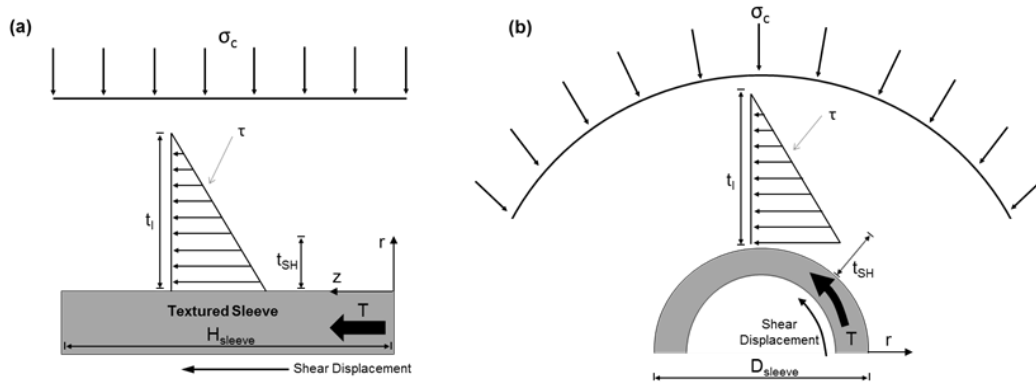 (a)
σc
τ
tI
tSH
r
z
Textured Sleeve
T
Hsleeve
Shear Displacement
(b)
σc
τ
tI
tSH
Shear
Displacement
T
r
Dsleeve